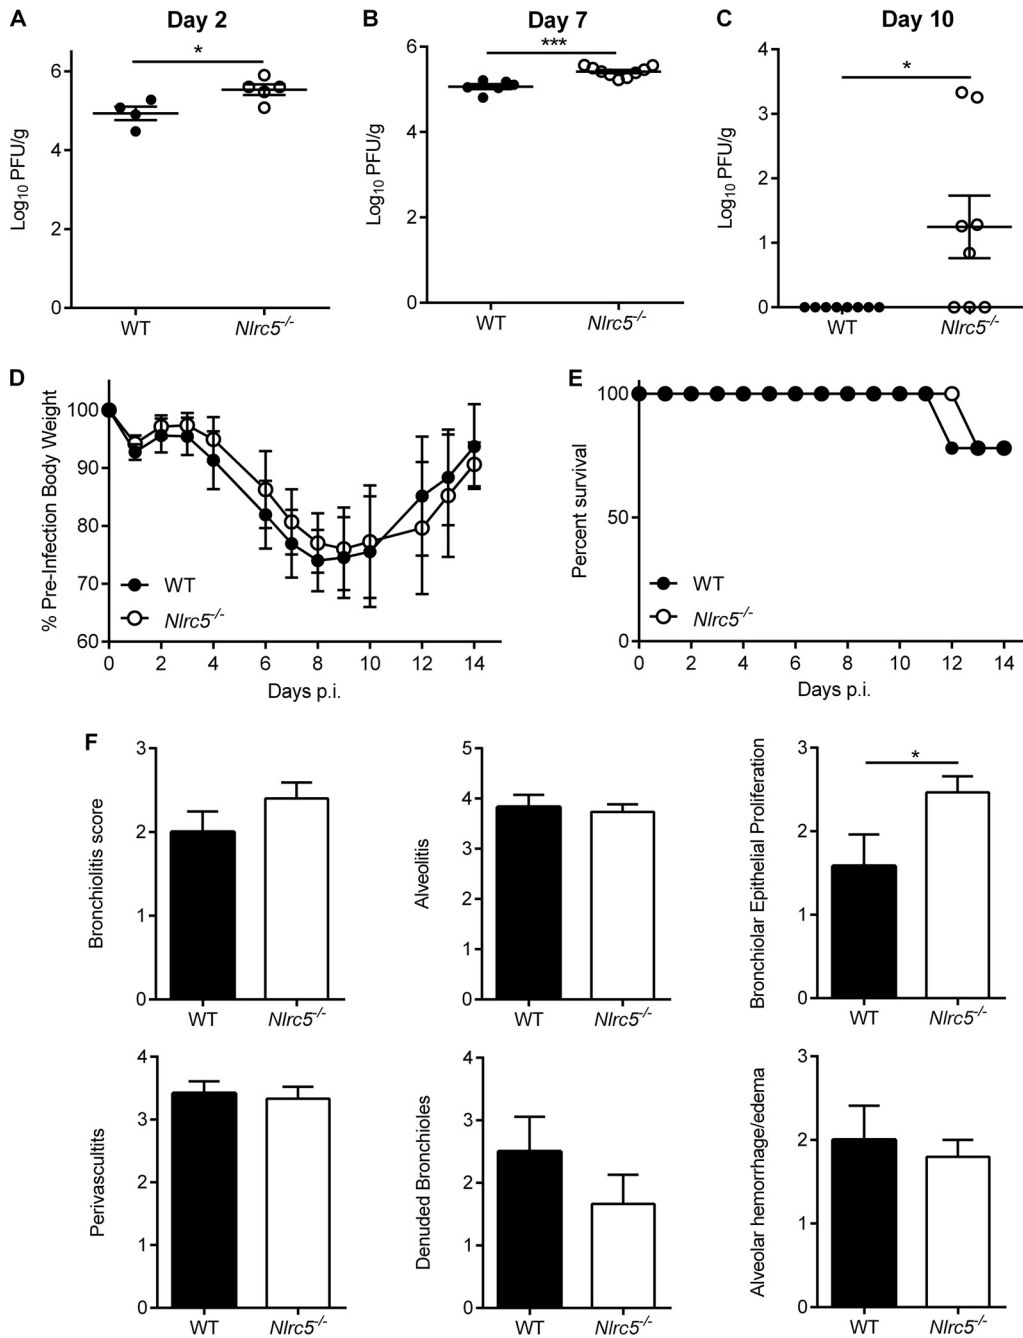 A Day 2
*
Log10 PFU/g
6
4
2
0
WT Nlrc5-/-
B Day 7
***
Log10 PFU/g
6
4
2
0
WT Nlrc5-/-
C Day 10
*
Log10 PFU/g
4
3
2
1
0
WT Nlrc5-/-
D
% Pre-Infection Body Weight
100
90
80
70
60
WT
Nlrc5-/-
0 2 4 6 8 10 12 14
Days p.i.
E
Percent survival
100
50
0
WT
Nlrc5-/-
0 2 4 6 8 10 12 14
Days p.i.
F
Bronchiolitis score
3
2
1
0
WT Nlrc5-/-
Alveolitis
5
4
3
2
1
0
WT Nlrc5-/-
Bronchiolar Epithelial Proliferation
*
3
2
1
0
WT Nlrc5-/-
Perivascultits
4
3
2
1
0
WT Nlrc5-/-
Denuded Bronchioles
4
3
2
1
0
WT Nlrc5-/-
Alveolar hemorrhage/edema
3
2
1
0
WT Nlrc5-/-